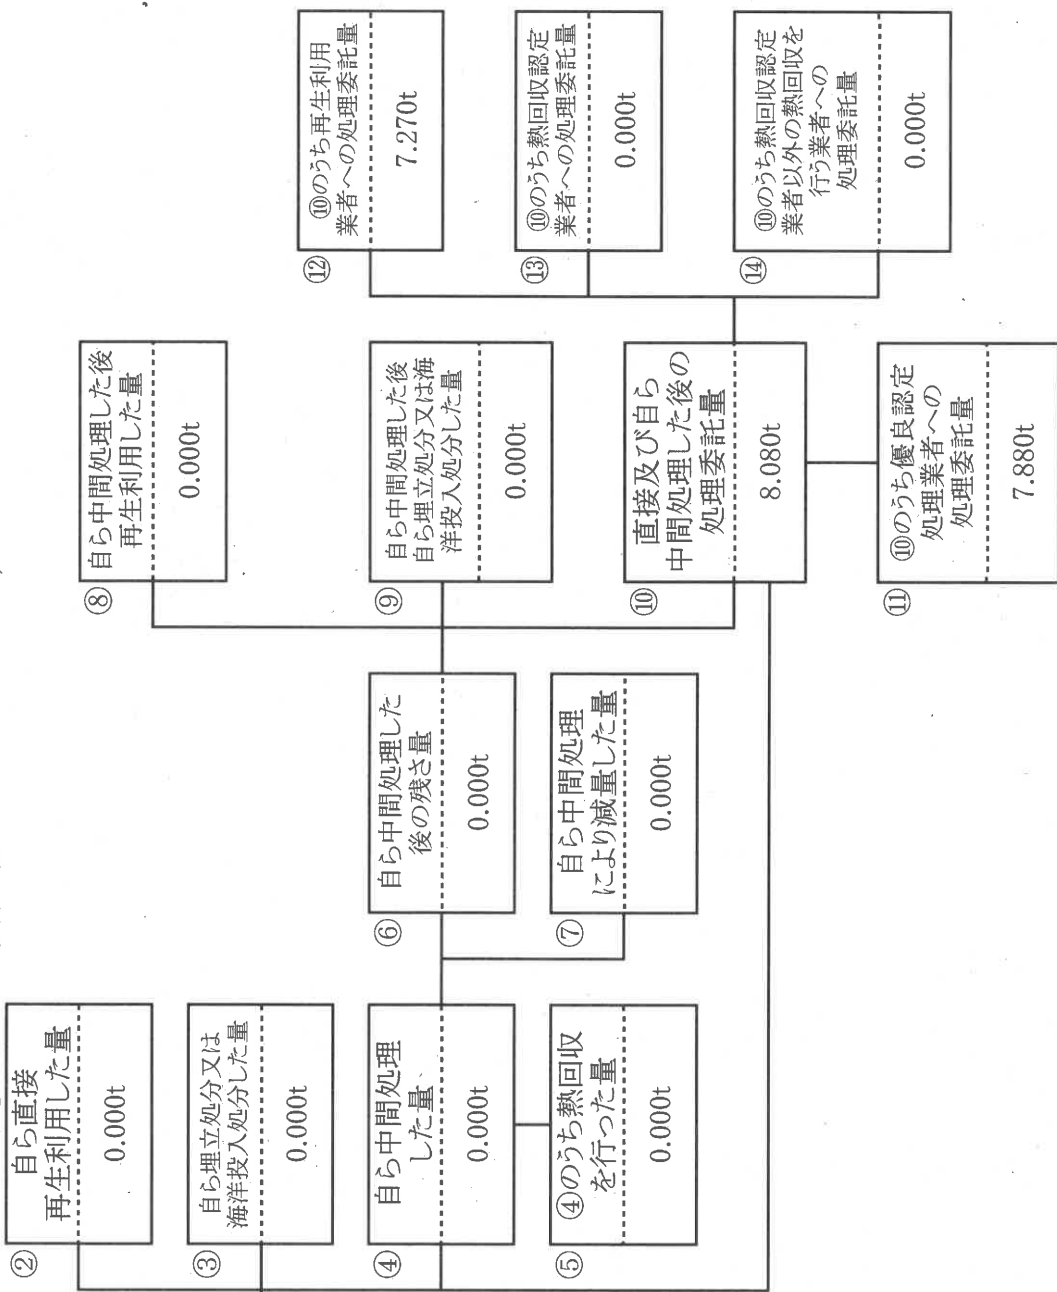 ②
自ら直接
再生利用した量
0.000t
③
自ら埋立処分又は
海洋投入処分した量
0.000t
④
自ら中間処理
した量
0.000t
⑤
④のうち熱回収
を行った量
0.000t
⑥
自ら中間処理した
後の残さ量
0.000t
⑦
自ら中間処理
により減量した量
0.000t
⑧
自ら中間処理した後
再生利用した量
0.000t
⑨
自ら中間処理した後
自ら埋立処分又は海
洋投入処分した量
0.000t
⑩
直接及び自ら
中間処理した後の
処理委託量
8.080t
⑪
⑩のうち優良認定
処理業者への
処理委託量
7.880t
⑫
⑩のうち再生利用
業者への処理委託量
7.270t
⑬
⑩のうち熱回収認定
業者への処理委託量
0.000t
⑭
⑩のうち熱回収認定
業者以外の熱回収を
行う業者への
処理委託量
0.000t